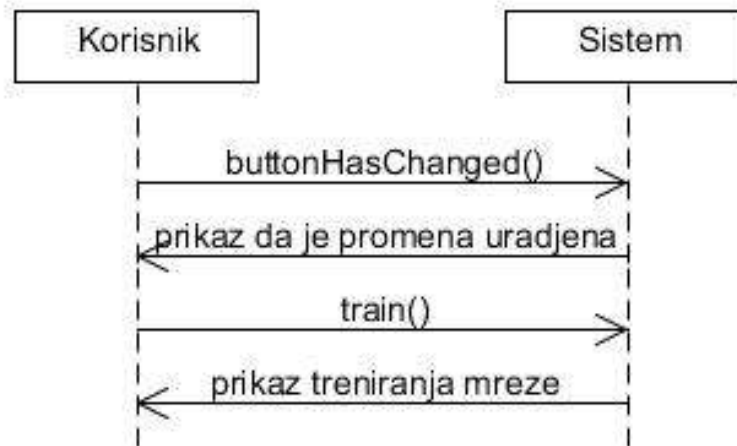 Korisnik
Sistem
buttonHasChanged()
prikaz da je promena uradjena
train()
prikaz treniranja mreze